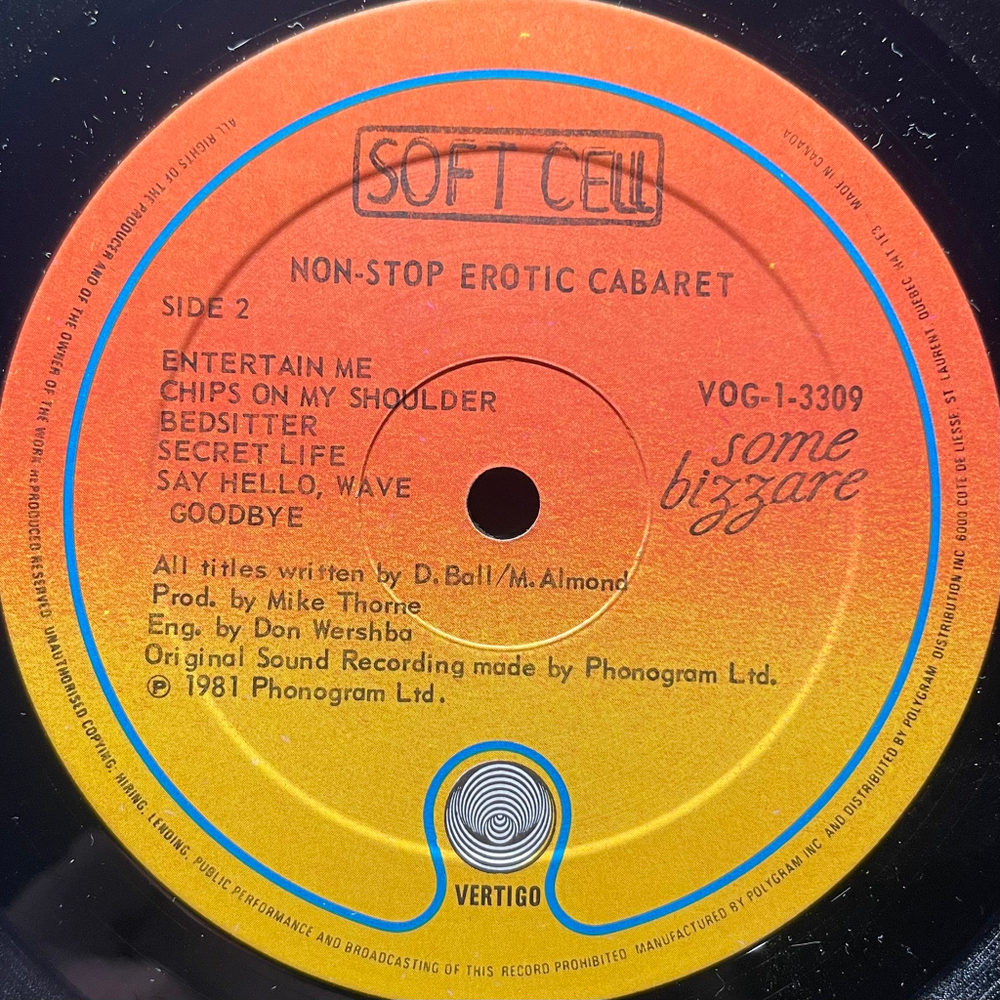 SOFT CELL
NON-STOP EROTIC CABARET
SIDE 2
ENTERTAIN ME
CHIPS ON MY SHOULDER
BEDSITTER
SECRET LIFE
SAY HELLO, WAVE
GOODBYE
VOG-1-3309
some
bizzare
All titles written by D. Ball/M. Almond
Prod. by Mike Thorne
Eng. by Don Wershba
Original Sound Recording made by Phonogram Ltd.
℗ 1981 Phonogram Ltd.
VERTIGO
ALL RIGHTS OF THE PRODUCER AND OF THE OWNER OF THE WORK REPRODUCED RESERVED. UNAUTHORISED COPYING, HIRING, LENDING, PUBLIC PERFORMANCE AND BROADCASTING OF THIS RECORD PROHIBITED. MANUFACTURED BY POLYGRAM INC AND DISTRIBUTED BY POLYGRAM DISTRIBUTION INC 6000 COTE DE LIESSE, ST LAURENT QUEBEC H4T 1E3 - MADE IN CANADA